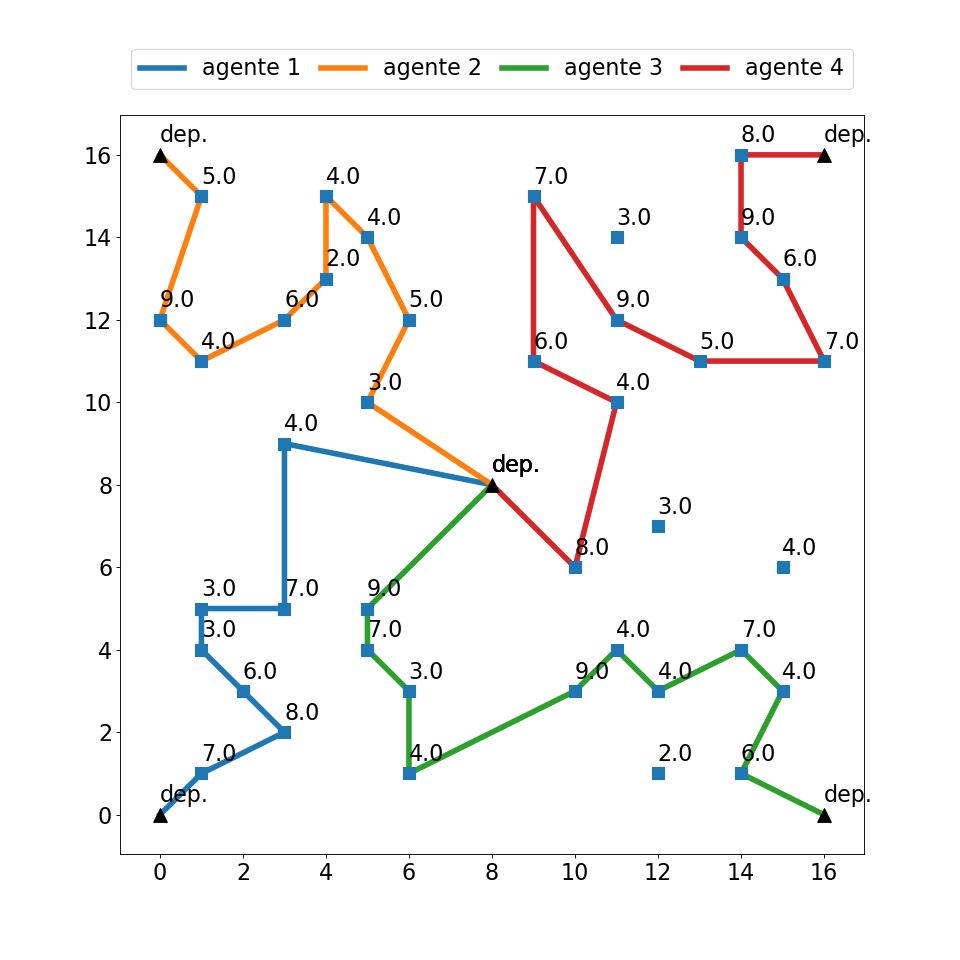 agente 1 agente 2 agente 3 agente 4
dep. 8.0 dep.
16
5.0 4.0 7.0
4.0 3.0 9.0
14
2.0 6.0
9.0 6.0 5.0 9.0
12
4.0 6.0 5.0 7.0
3.0 4.0
10
4.0
dep.
8
3.0
8.0 4.0
6
3.0 7.0 9.0
3.0 7.0 4.0 7.0
4
6.0 3.0 9.0 4.0 4.0
8.0
2
7.0 4.0 2.0 6.0
dep. dep.
0
0 2 4 6 8 10 12 14 16